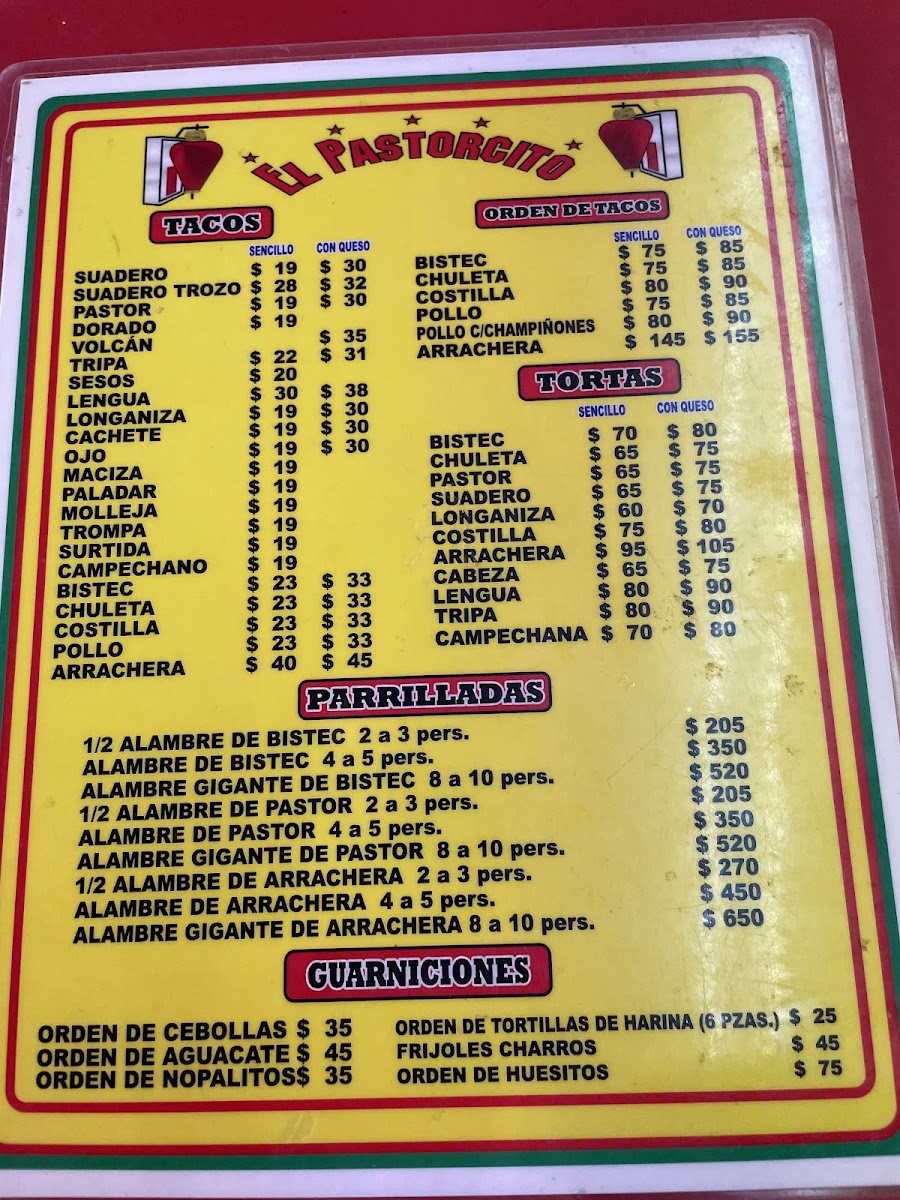 EL PASTORCITO
TACOS
SENCILLO CON QUESO
SUADERO $ 19 $ 30
SUADERO TROZO $ 28 $ 32
PASTOR $ 19 $ 30
DORADO $ 19
VOLCÁN $ 35
TRIPA $ 22 $ 31
SESOS $ 20
LENGUA $ 30 $ 38
LONGANIZA $ 19 $ 30
CACHETE $ 19 $ 30
OJO $ 19 $ 30
MACIZA $ 19
PALADAR $ 19
MOLLEJA $ 19
TROMPA $ 19
SURTIDA $ 19
CAMPECHANO $ 19
BISTEC $ 23 $ 33
CHULETA $ 23 $ 33
COSTILLA $ 23 $ 33
POLLO $ 23 $ 33
ARRACHERA $ 40 $ 45
ORDEN DE TACOS
SENCILLO CON QUESO
BISTEC $ 75 $ 85
CHULETA $ 75 $ 85
COSTILLA $ 80 $ 90
POLLO $ 75 $ 85
POLLO C/CHAMPIÑONES $ 80 $ 90
ARRACHERA $ 145 $ 155
TORTAS
SENCILLO CON QUESO
BISTEC $ 70 $ 80
CHULETA $ 65 $ 75
PASTOR $ 65 $ 75
SUADERO $ 65 $ 75
LONGANIZA $ 60 $ 70
COSTILLA $ 75 $ 80
ARRACHERA $ 95 $ 105
CABEZA $ 65 $ 75
LENGUA $ 80 $ 90
TRIPA $ 80 $ 90
CAMPECHANA $ 70 $ 80
PARRILLADAS
1/2 ALAMBRE DE BISTEC 2 a 3 pers. $ 205
ALAMBRE DE BISTEC 4 a 5 pers. $ 350
ALAMBRE GIGANTE DE BISTEC 8 a 10 pers. $ 520
1/2 ALAMBRE DE PASTOR 2 a 3 pers. $ 205
ALAMBRE DE PASTOR 4 a 5 pers. $ 350
ALAMBRE GIGANTE DE PASTOR 8 a 10 pers. $ 520
1/2 ALAMBRE DE ARRACHERA 2 a 3 pers. $ 270
ALAMBRE DE ARRACHERA 4 a 5 pers. $ 450
ALAMBRE GIGANTE DE ARRACHERA 8 a 10 pers. $ 650
GUARNICIONES
ORDEN DE CEBOLLAS $ 35
ORDEN DE AGUACATE $ 45
ORDEN DE NOPALITOS$ 35
ORDEN DE TORTILLAS DE HARINA (6 PZAS.) $ 25
FRIJOLES CHARROS $ 45
ORDEN DE HUESITOS $ 75